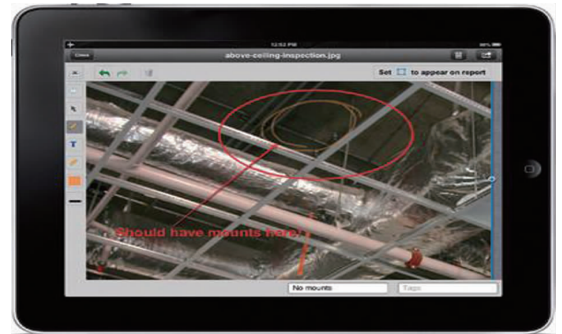 12:52 PM
above-ceiling-inspection.jpg
Set to appear on report
T
Should have mounts here!
No mounts
Tags